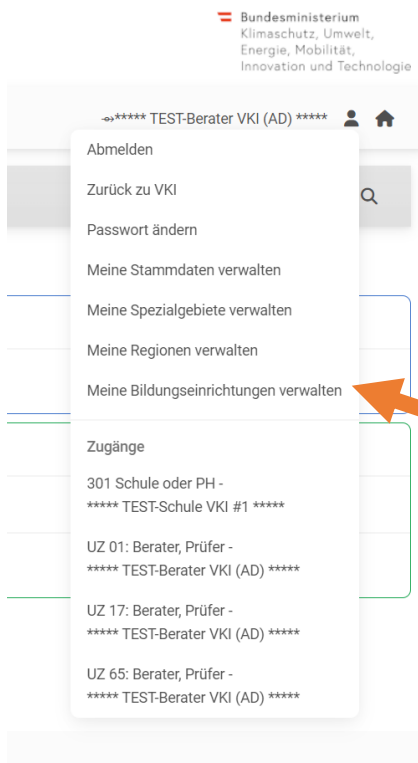 Bundesministerium
Klimaschutz, Umwelt,
Energie, Mobilität,
Innovation und Technologie
***** TEST-Berater VKI (AD) *****
Abmelden
Zurück zu VKI
Passwort ändern
Meine Stammdaten verwalten
Meine Spezialgebiete verwalten
Meine Regionen verwalten
Meine Bildungseinrichtungen verwalten
Zugänge
301 Schule oder PH -
***** TEST-Schule VKI #1 *****
UZ 01: Berater, Prüfer -
***** TEST-Berater VKI (AD) *****
UZ 17: Berater, Prüfer -
***** TEST-Berater VKI (AD) *****
UZ 65: Berater, Prüfer -
***** TEST-Berater VKI (AD) *****